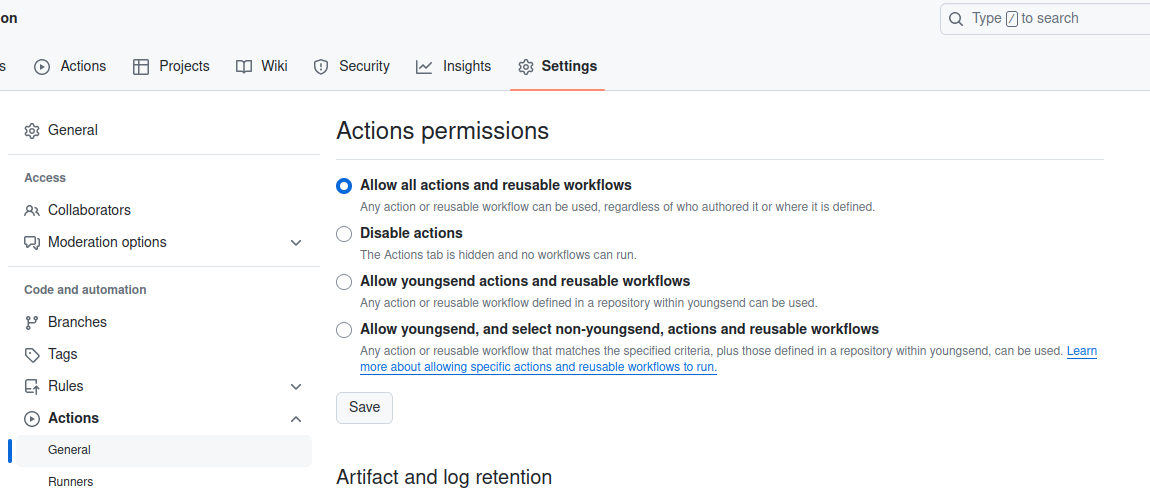 on
Type / to search
s
Actions
Projects
Wiki
Security
Insights
Settings
General
Access
Collaborators
Moderation options
Code and automation
Branches
Tags
Rules
Actions
General
Runners
Actions permissions
Allow all actions and reusable workflows
Any action or reusable workflow can be used, regardless of who authored it or where it is defined.
Disable actions
The Actions tab is hidden and no workflows can run.
Allow youngsend actions and reusable workflows
Any action or reusable workflow defined in a repository within youngsend can be used.
Allow youngsend, and select non-youngsend, actions and reusable workflows
Any action or reusable workflow that matches the specified criteria, plus those defined in a repository within youngsend, can be used. Learn
more about allowing specific actions and reusable workflows to run.
Save
Artifact and log retention